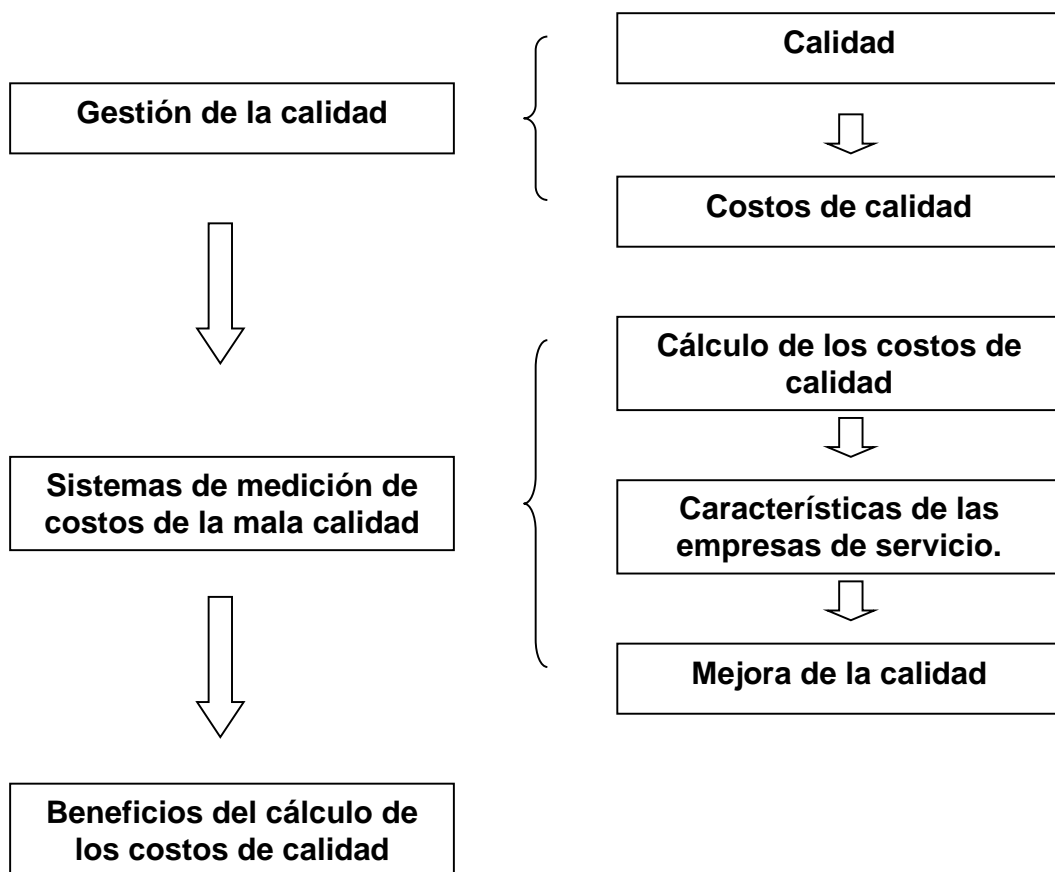 Gestión de la calidad
Calidad
Costos de calidad
Sistemas de medición de
costos de la mala calidad
Cálculo de los costos de
calidad
Característícas de las
empresas de servicio.
Mejora de la calidad
Beneficios del cálculo de
los costos de calidad